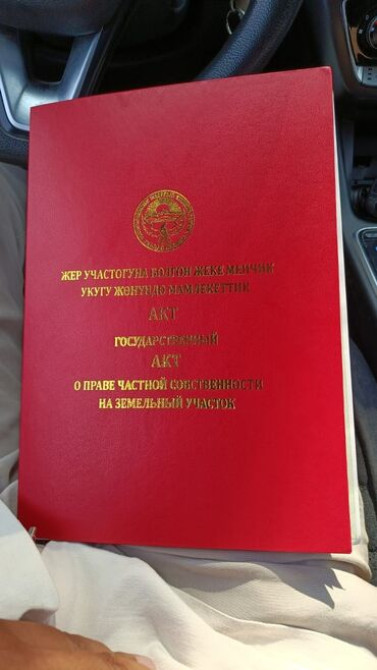 ЖЕР УЧАСТОГУНА БОЛГОН ЖЕКЕ МЕНЧИК
УКУГУ ЖӨНҮНДӨ МАМЛЕКЕТТИК
АКТ
ГОСУДАРСТВЕННЫЙ
АКТ
О ПРАВЕ ЧАСТНОЙ СОБСТВЕННОСТИ
НА ЗЕМЕЛЬНЫЙ УЧАСТОК